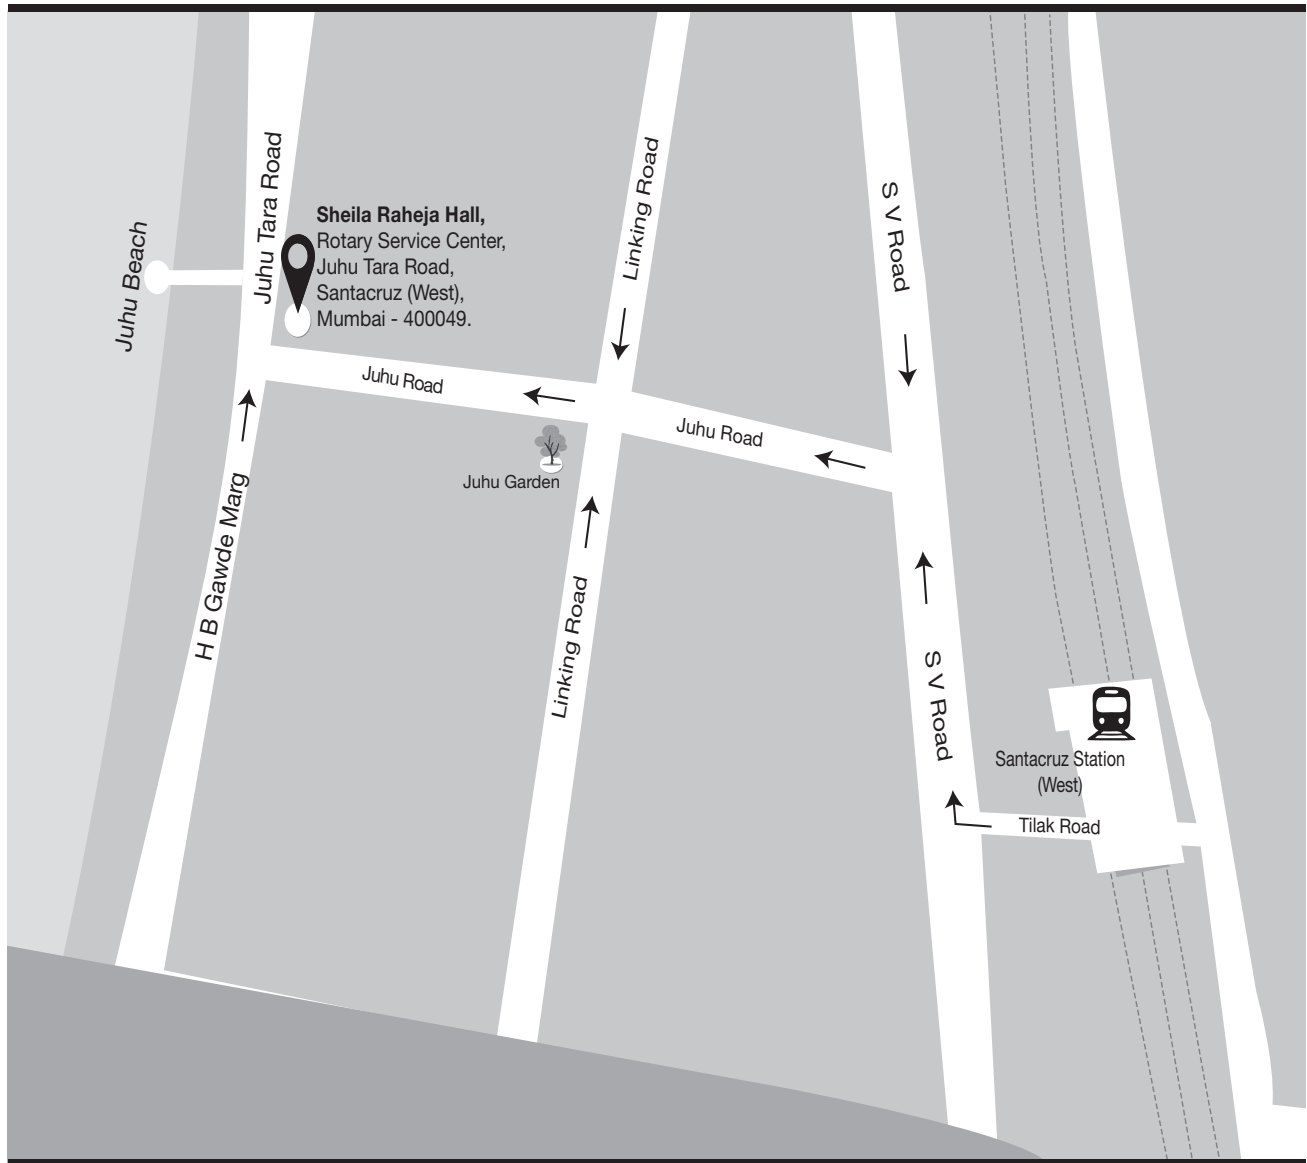 Juhu Tara Road
Linking Road
S V Road
Juhu Beach
Sheila Raheja Hall,
Rotary Service Center,
Juhu Tara Road,
Santacruz (West),
Mumbai - 400049.
Juhu Road
Juhu Road
Juhu Garden
H B Gawde Marg
Linking Road
S V Road
Santacruz Station
(West)
Tilak Road